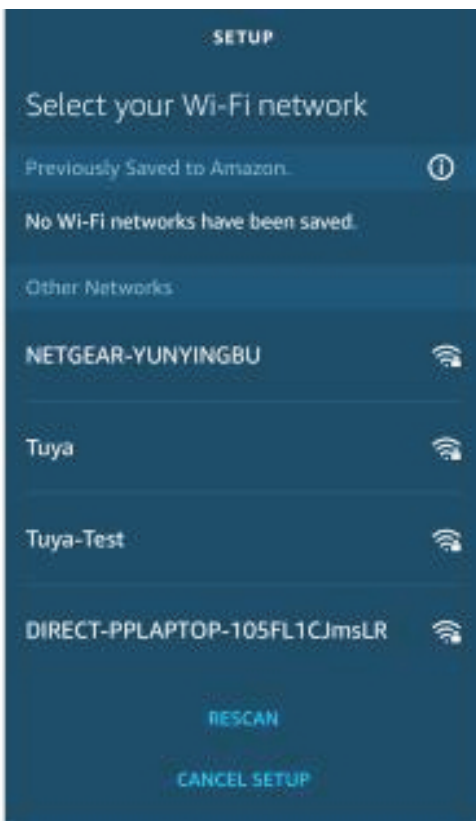 SETUP
Select your Wi-Fi network
Previously Saved to Amazon.
No Wi-Fi networks have been saved.
Other Networks
NETGEAR-YUNYINGBU
Tuya
Tuya-Test
DIRECT-PPLAPTOP-105FL1CJmsLR
RESCAN
CANCEL SETUP